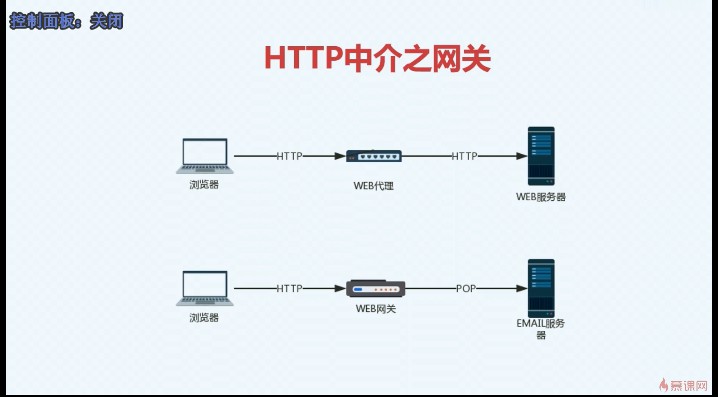 控制面板：关闭
HTTP中介之网关
HTTP
HTTP
浏览器
WEB代理
WEB服务器
HTTP
POP
浏览器
WEB网关
EMAIL服务
器
慕课网